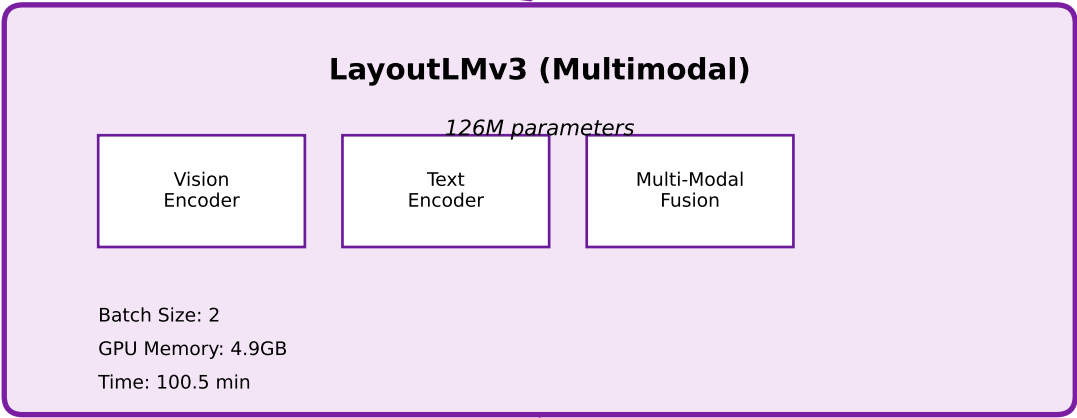 LayoutLMv3 (Multimodal)
126M parameters
Vision
Encoder
Text
Encoder
Multi-Modal
Fusion
Batch Size: 2
GPU Memory: 4.9GB
Time: 100.5 min